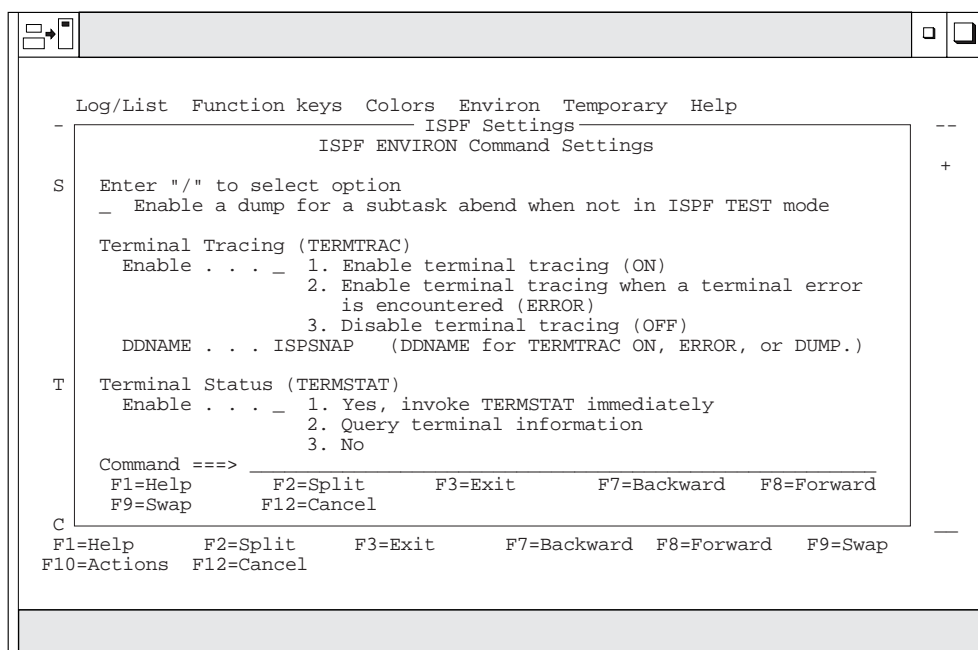 Log/List  Function keys  Colors  Environ  Temporary  Help
ISPF Settings
ISPF ENVIRON Command Settings
+
S  Enter "/" to select option
_  Enable a dump for a subtask abend when not in ISPF TEST mode
Terminal Tracing (TERMTRAC)
Enable . . . _  1. Enable terminal tracing (ON)
2. Enable terminal tracing when a terminal error
is encountered (ERROR)
3. Disable terminal tracing (OFF)
DDNAME . . . ISPSNAP   (DDNAME for TERMTRAC ON, ERROR, or DUMP.)
T  Terminal Status (TERMSTAT)
Enable . . . _  1. Yes, invoke TERMSTAT immediately
2. Query terminal information
3. No
Command ===> ______________________________________________________
F1=Help       F2=Split      F3=Exit       F7=Backward   F8=Forward
F9=Swap      F12=Cancel
C
F1=Help      F2=Split     F3=Exit      F7=Backward  F8=Forward   F9=Swap
F10=Actions  F12=Cancel